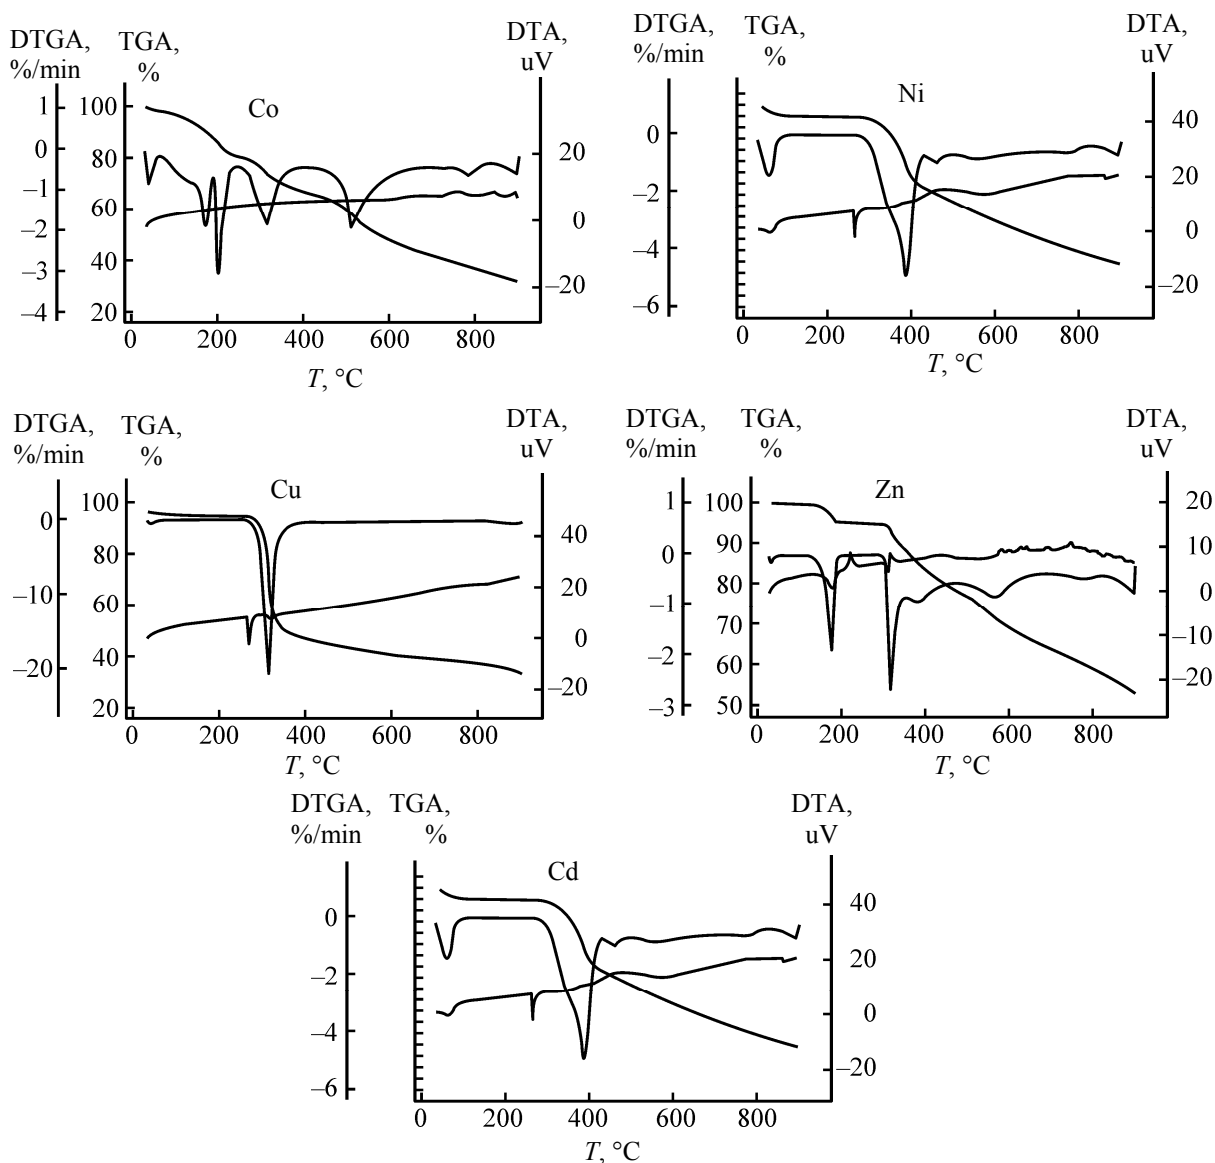 DTGA, TGA, DTA,
%/min % uV
Co
1 100
0 80 20
–1
–2 60 0
–3 40
–4 20 –20
0 200 400 600 800
T, °C
DTGA, TGA, DTA,
%/min % uV
Ni
0 40
–2 20
–4 0
–6 –20
0 200 400 600 800
T, °C
DTGA, TGA, DTA,
%/min % uV
Cu
0 100 40
80
–10 60 20
–20 40 0
20 –20
0 200 400 600 800
T, °C
DTGA, TGA, DTA,
%/min % uV
Zn
1 100 20
90
0 80 10
–1 70 0
–2 60 –10
–3 50 –20
0 200 400 600 800
T, °C
DTGA, TGA, DTA,
%/min % uV
Cd
0 40
–2 20
–4 0
–6 –20
0 200 400 600 800
T, °C